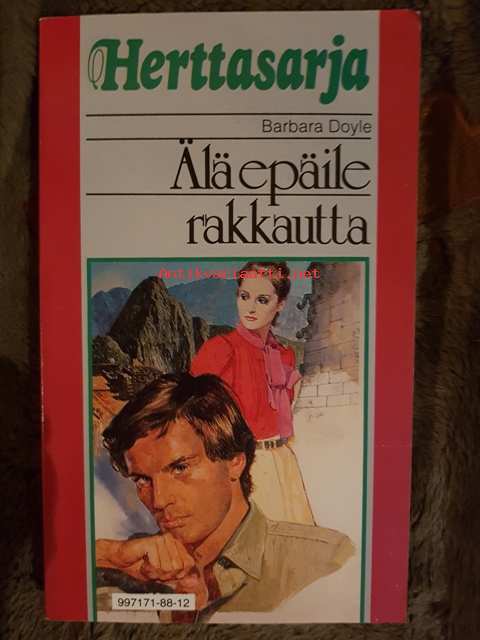 Herttasarja
Barbara Doyle
Älä epäile
rakkautta
Antikvariaatti.net
997171-88-12